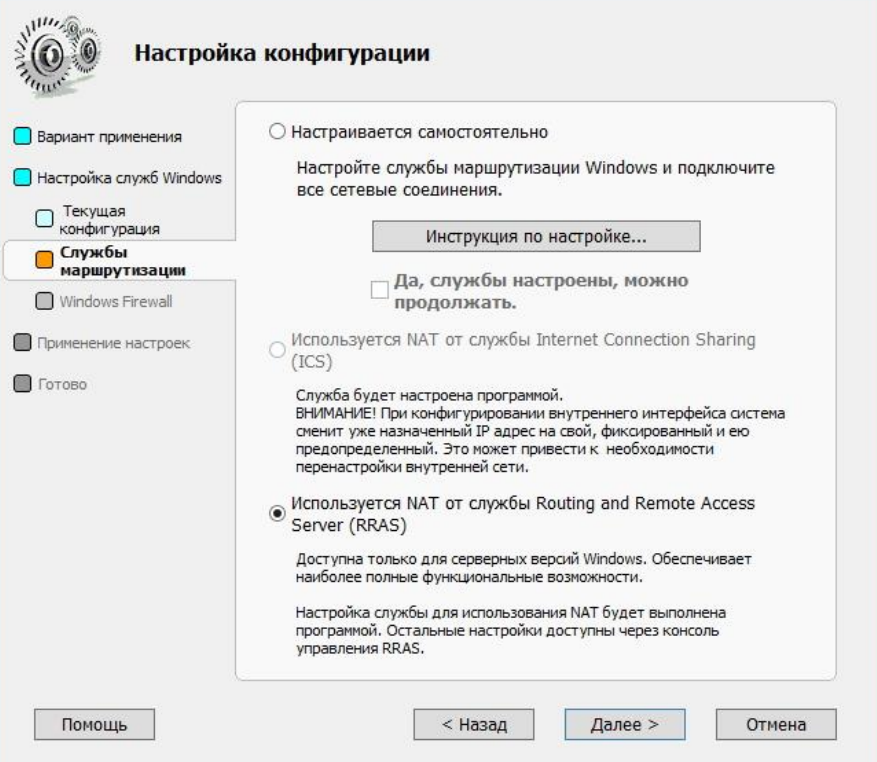 Настройка конфигурации
Вариант применения
Настройка служб Windows
Текущая
конфигурация
Службы
маршрутизации
Windows Firewall
Применение настроек
Готово
Настраивается самостоятельно
Настройте службы маршрутизации Windows и подключите
все сетевые соединения.
Инструкция по настройке...
Да, службы настроены, можно
продолжать.
Используется NAT от службы Internet Connection Sharing
(ICS)
Служба будет настроена программой.
ВНИМАНИЕ! При конфигурировании внутреннего интерфейса система
сменит уже назначенный IP адрес на свой, фиксированный и ею
предопределенный. Это может привести к необходимости
перенастройки внутренней сети.
Используется NAT от службы Routing and Remote Access
Server (RRAS)
Доступна только для серверных версий Windows. Обеспечивает
наиболее полные функциональные возможности.
Настройка службы для использования NAT будет выполнена
программой. Остальные настройки доступны через консоль
управления RRAS.
Помощь
< Назад
Далее >
Отмена